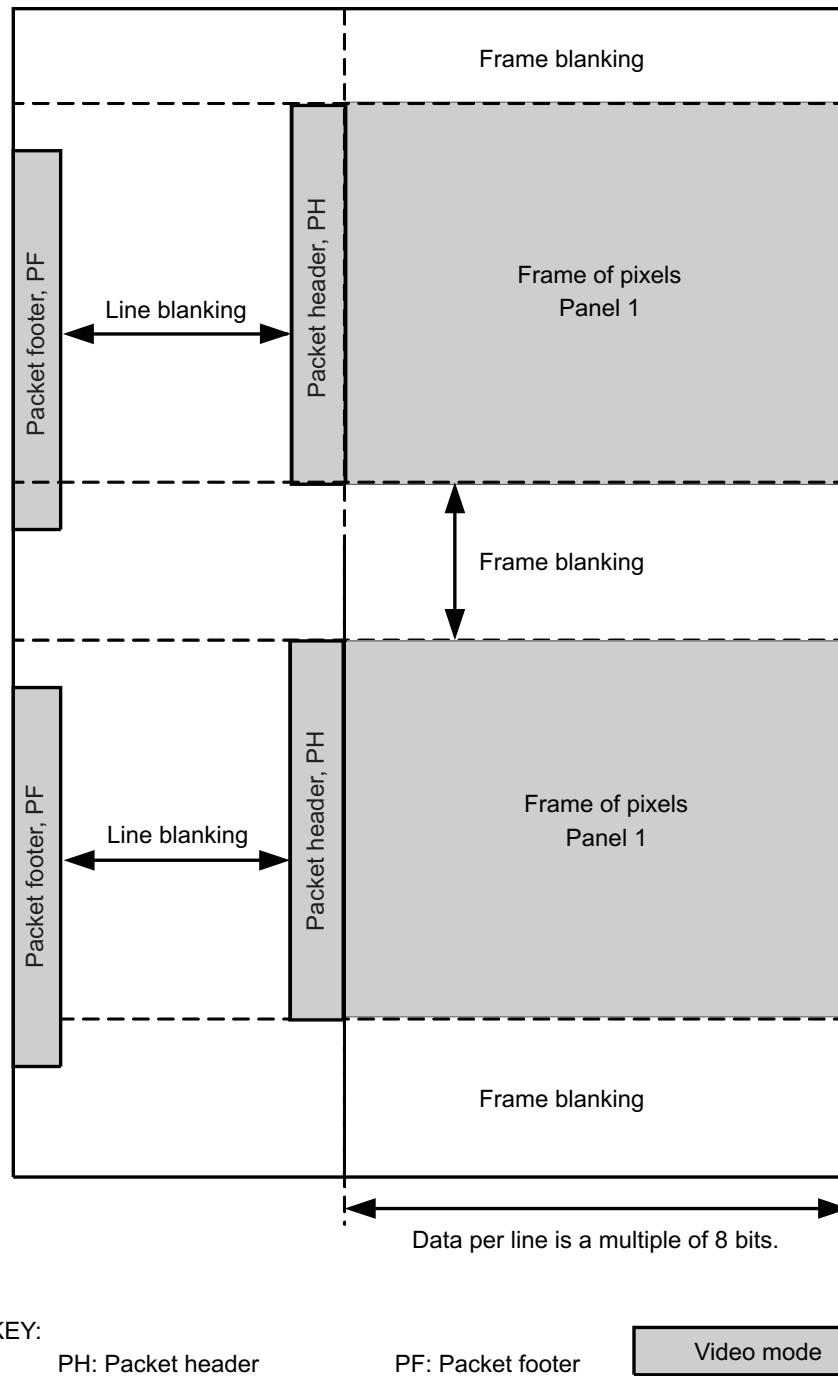 Frame blanking
Packet footer, PF
Line blanking
Packet header, PH
Frame of pixels
Panel 1
Frame blanking
Packet footer, PF
Line blanking
Packet header, PH
Frame of pixels
Panel 1
Frame blanking
Data per line is a multiple of 8 bits.
KEY:
PH: Packet header PF: Packet footer Video mode